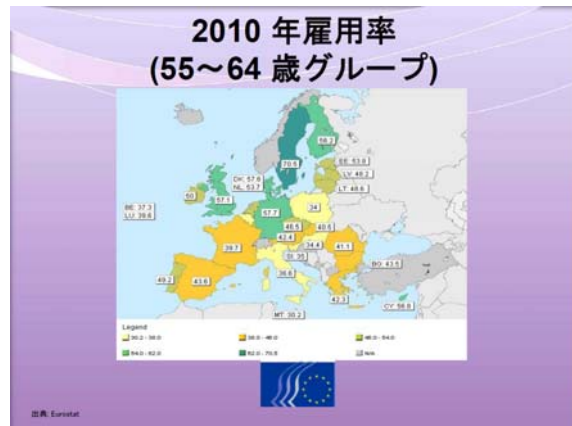 2010 年雇用率
(55～64 歳グループ)
56.2
70.5
EE: 53.8
LV: 48.2
LT: 48.6
DK: 57.6
NL: 53.7
50
57.1
BE: 37.3
LU: 39.6
57.7
34
46.5
40.5
42.4
39.7
34.4
41.1
SI: 35
BG: 43.5
49.2
43.6
36.6
42.3
CY: 56.8
MT: 30.2
Legend
30.2 - 38.0
38.0 - 46.0
46.0 - 54.0
54.0 - 62.0
62.0 - 70.5
N/A
出典: Eurostat